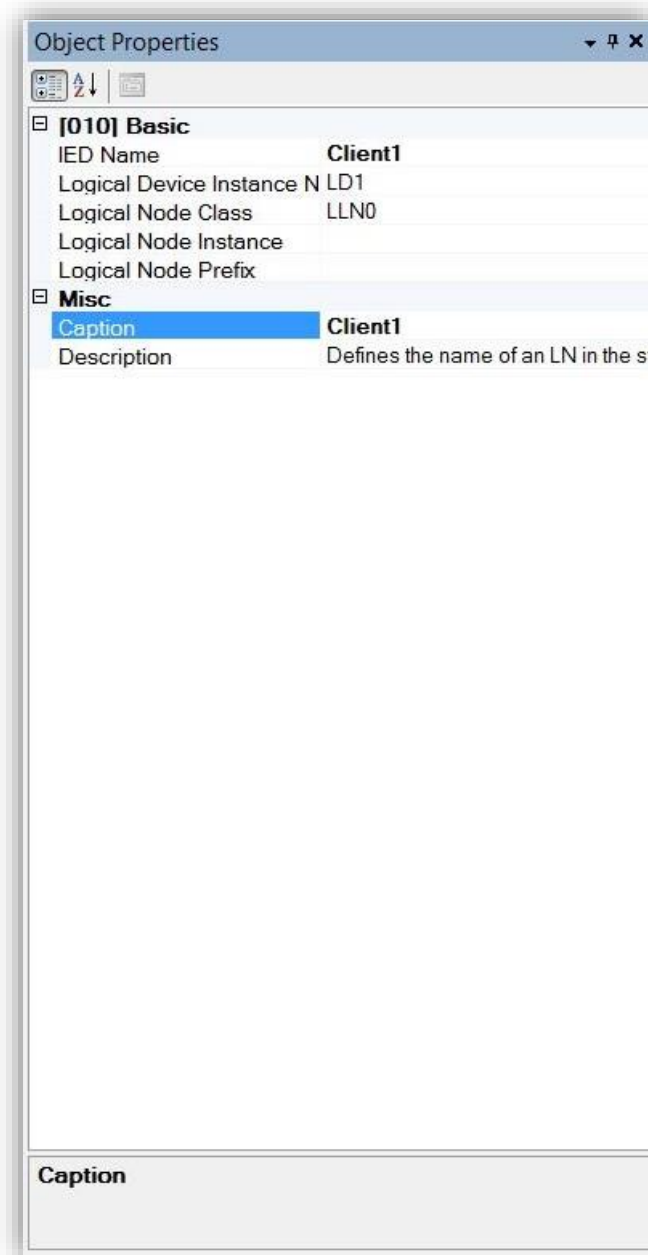 Object Properties
A
Z
[010] Basic
IED Name Client1
Logical Device Instance N LD1
Logical Node Class LLN0
Logical Node Instance
Logical Node Prefix
Misc
Caption Client1
Description Defines the name of an LN in the s
Caption